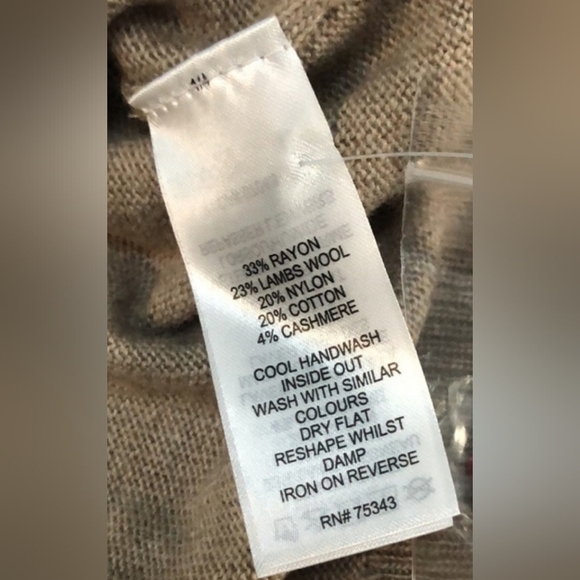 33% RAYON
23% LAMBS WOOL
20% NYLON
20% COTTON
4% CASHMERE
COOL HANDWASH
INSIDE OUT
WASH WITH SIMILAR
COLOURS
DRY FLAT
RESHAPE WHILST
DAMP
IRON ON REVERSE
RN# 75343